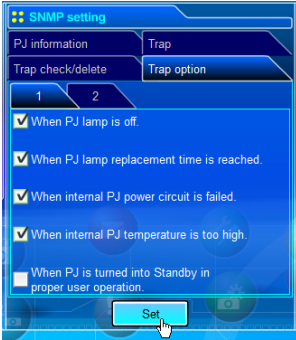 SNMP setting
PJ information
Trap
Trap check/delete
Trap option
1
2
When PJ lamp is off.
When PJ lamp replacement time is reached.
When internal PJ power circuit is failed.
When internal PJ temperature is too high.
When PJ is turned into Standby in
proper user operation.
Set